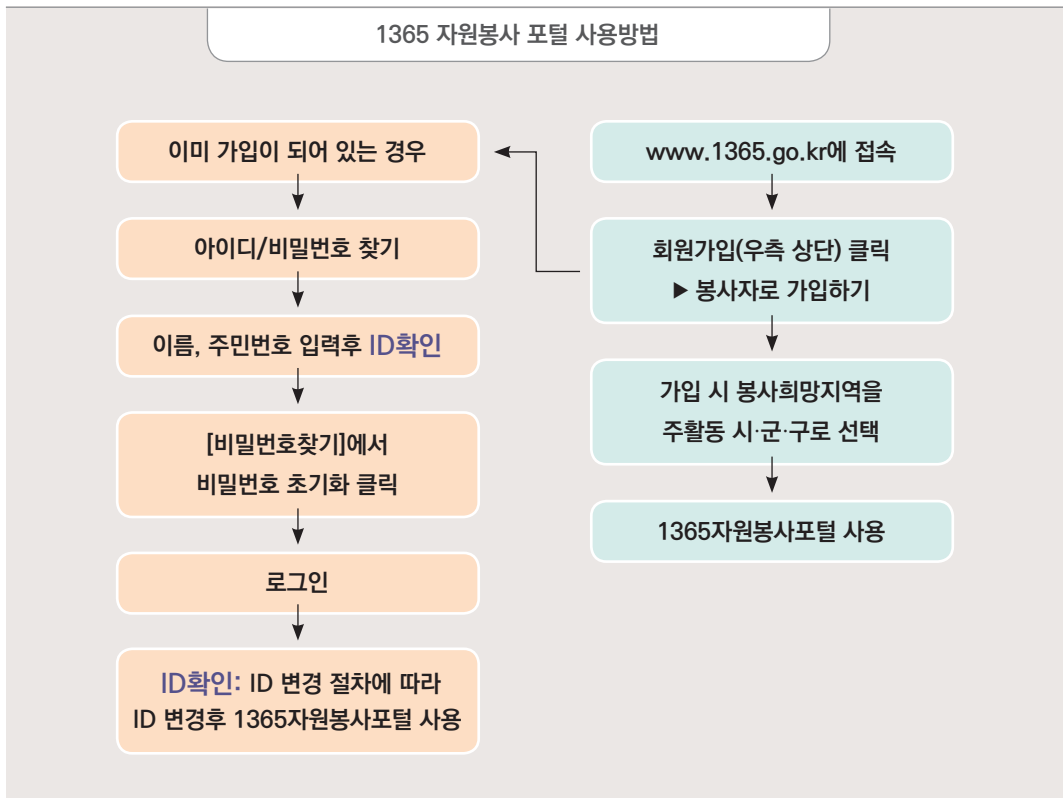 1365 자원봉사 포털 사용방법
이미 가입이 되어 있는 경우
아이디/비밀번호 찾기
이름, 주민번호 입력후 ID확인
[비밀번호찾기]에서
비밀번호 초기화 클릭
로그인
ID확인: ID 변경 절차에 따라
ID 변경후 1365자원봉사포털 사용
www.1365.go.kr에 접속
회원가입(우측 상단) 클릭
▶ 봉사자로 가입하기
가입 시 봉사희망지역을
주활동 시·군·구로 선택
1365자원봉사포털 사용